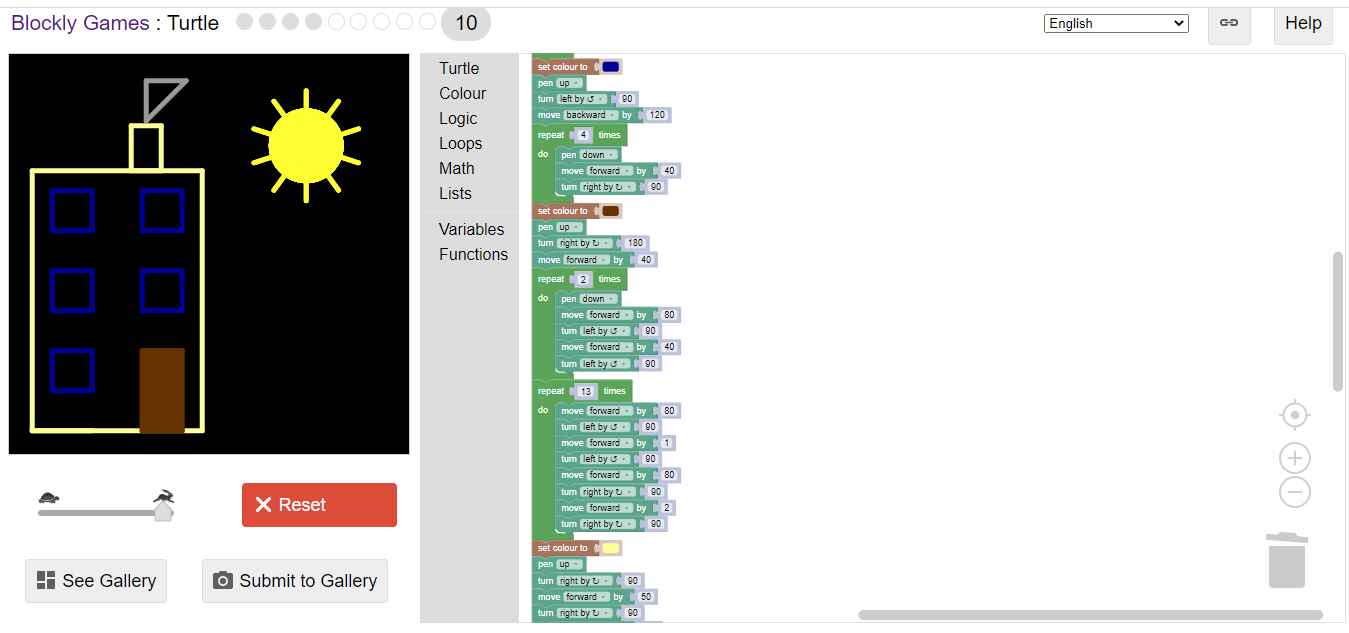 Blockly Games : Turtle 10 English Help
Turtle
Colour
Logic
Loops
Math
Lists
Variables
Functions
set colour to
pen up
turn left by ↺ 90
move backward by 120
repeat 4 times
do pen down
move forward by 40
turn right by ↻ 90
set colour to
pen up
turn right by ↻ 180
move forward by 40
repeat 2 times
do pen down
move forward by 80
turn left by ↺ 90
move forward by 40
turn left by ↺ 90
repeat 13 times
do move forward by 80
turn left by ↺ 90
move forward by 1
turn left by ↺ 90
move forward by 80
turn right by ↻ 90
move forward by 2
turn right by ↻ 90
set colour to
pen up
turn right by ↻ 90
move forward by 50
turn right by ↻ 90
Reset
See Gallery
Submit to Gallery